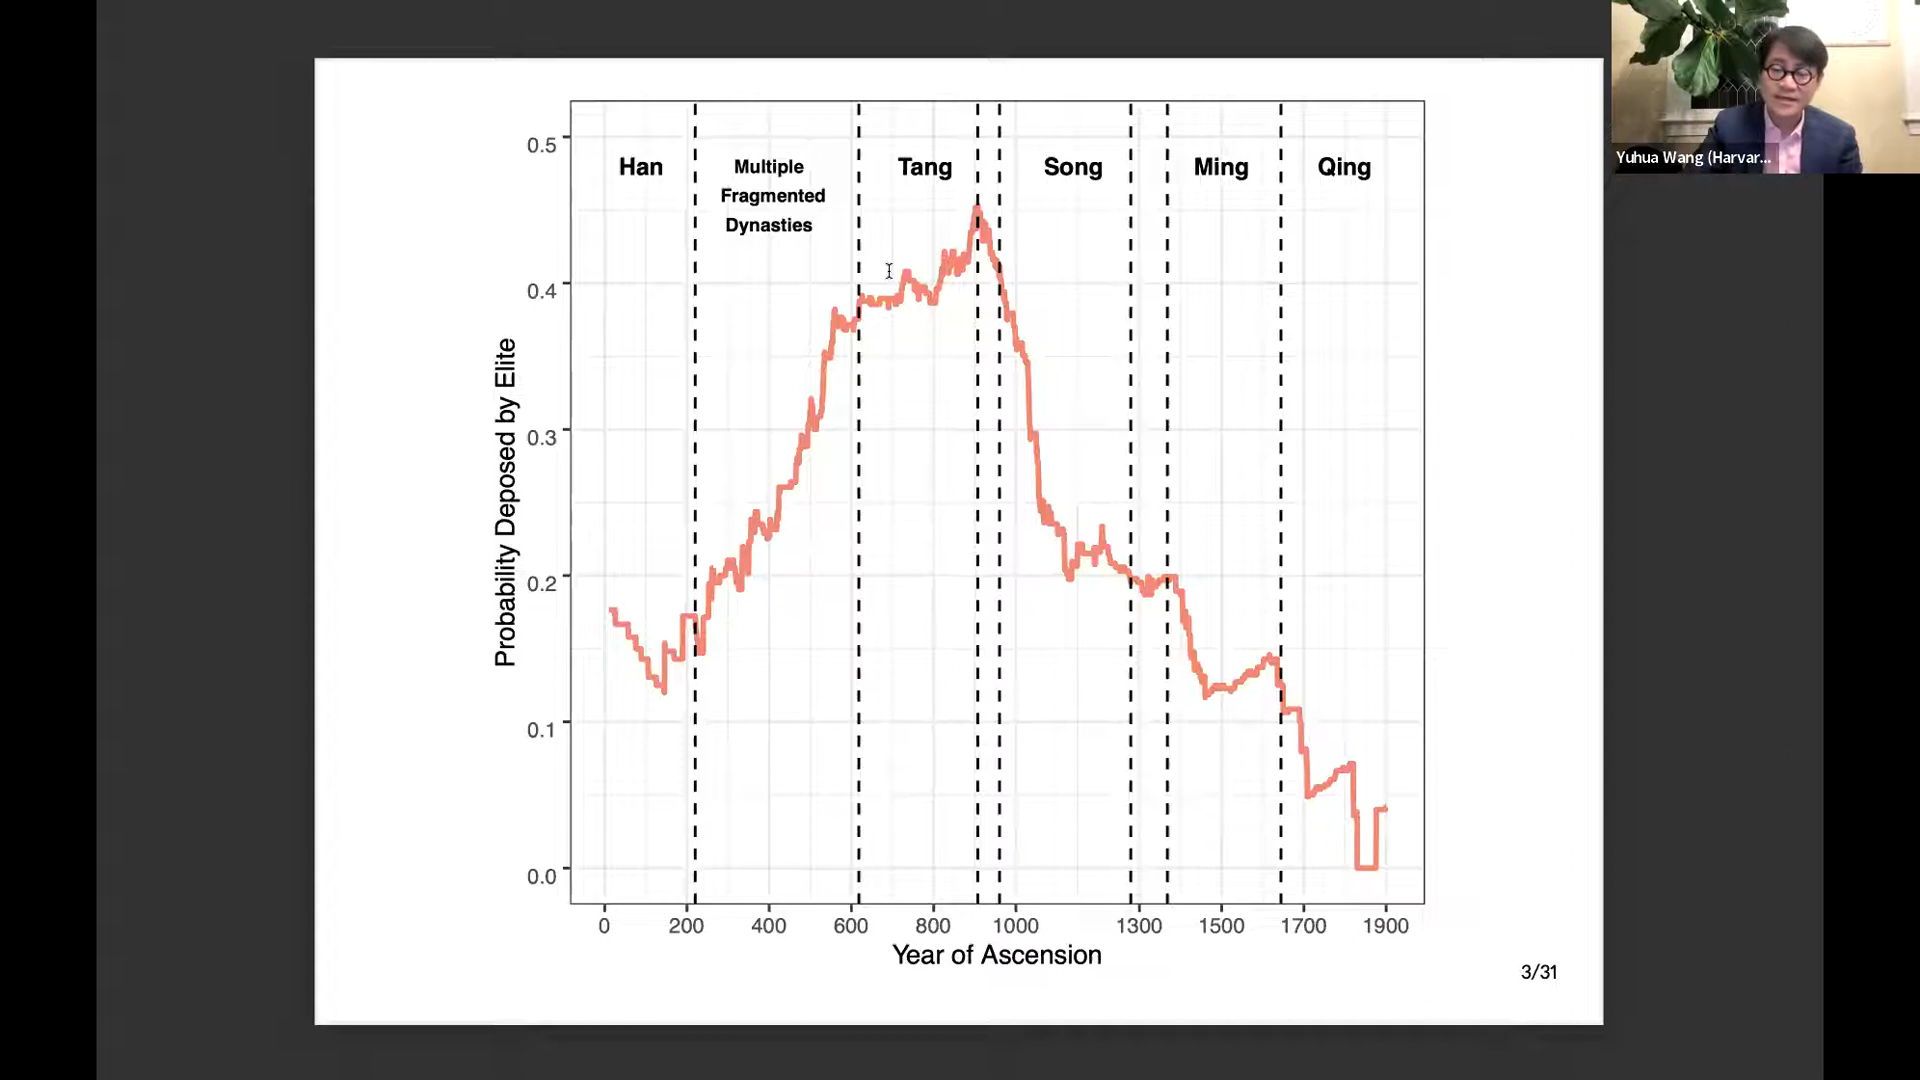 Han
Multiple
Fragmented
Dynasties
Tang
Song
Ming
Qing
Probability Deposed by Elite
0.5
0.4
0.3
0.2
0.1
0.0
0 200 400 600 800 1000 1300 1500 1700 1900
Year of Ascension
3/31
Yuhua Wang (Harvar...